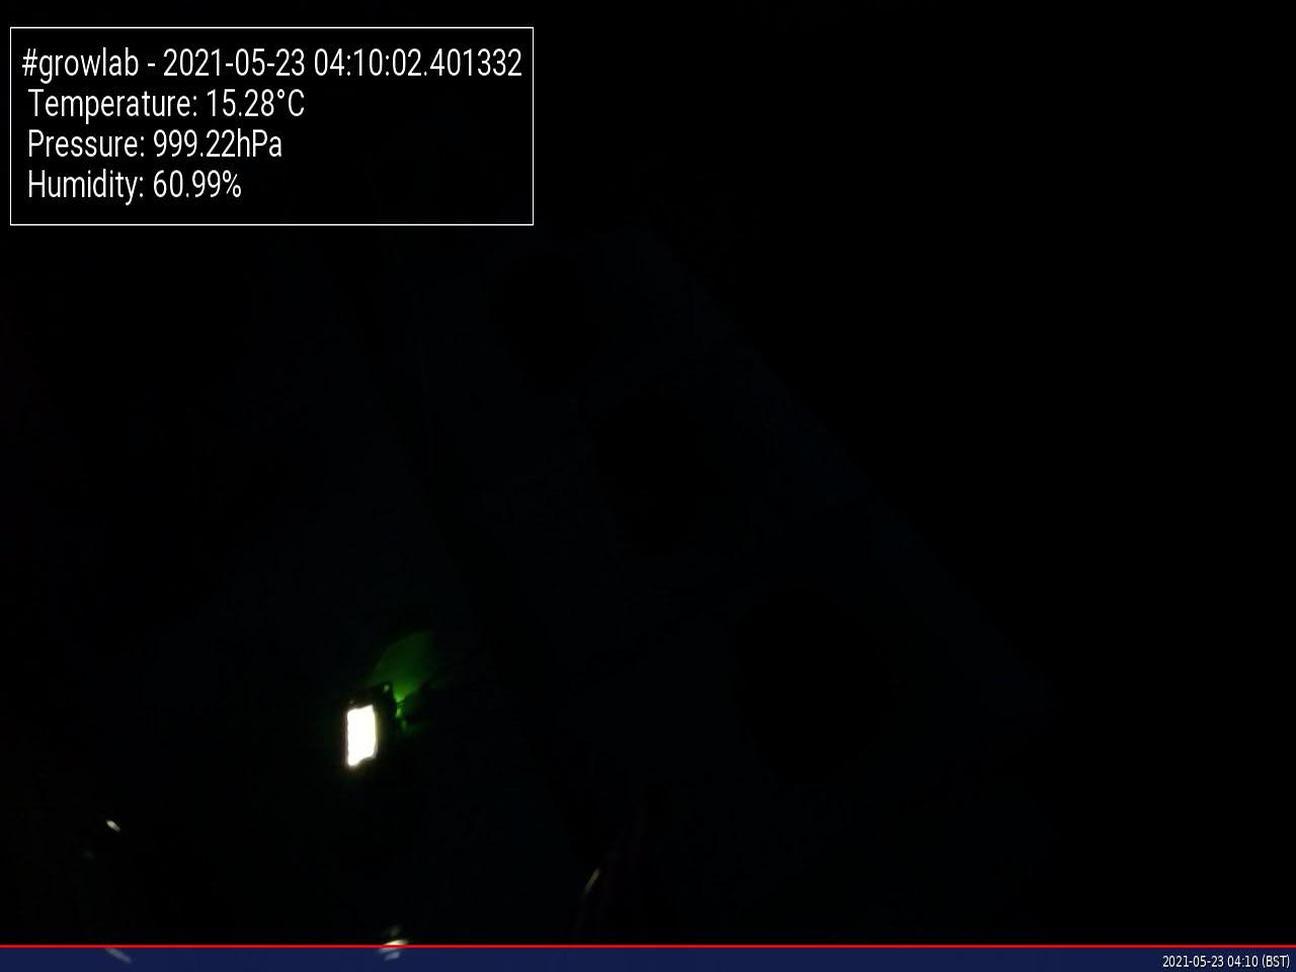 #growlab - 2021-05-23 04:10:02.401332
Temperature: 15.28°C
Pressure: 999.22hPa
Humidity: 60.99%
2021-05-23 04:10 (BST)